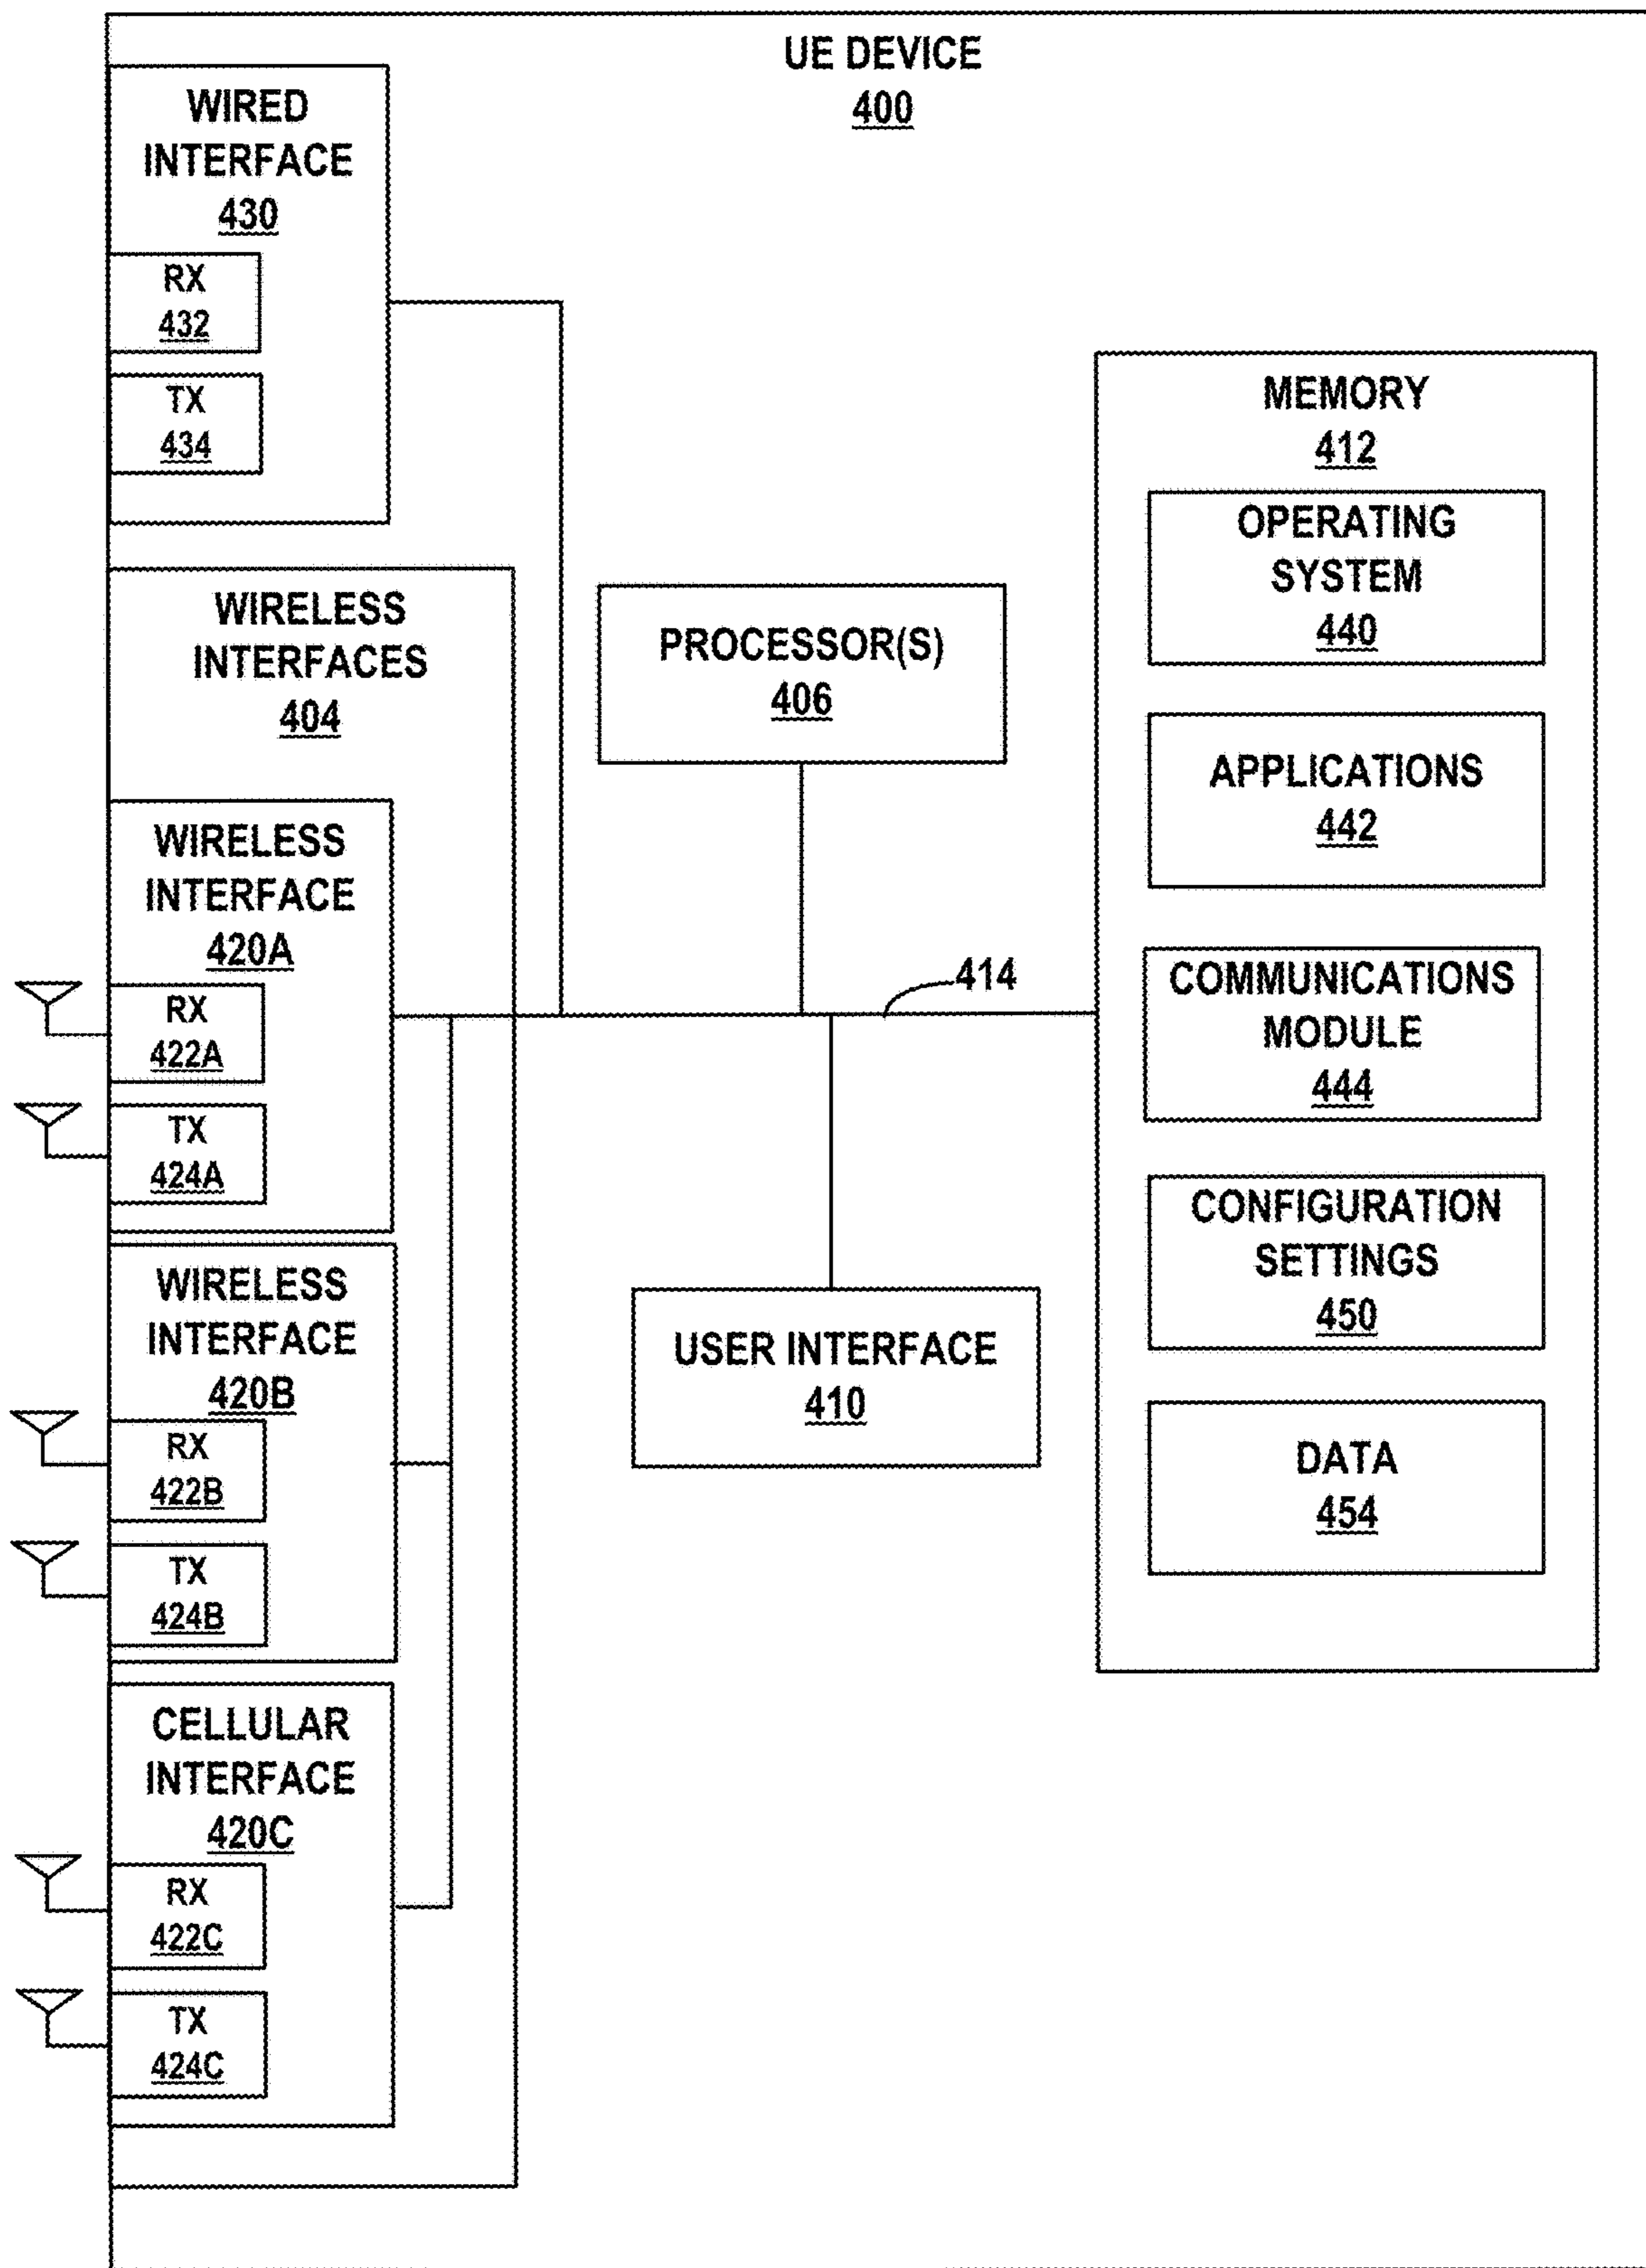 UE DEVICE
400
WIRED
INTERFACE
430
RX
432
TX
434
WIRELESS
INTERFACES
404
WIRELESS
INTERFACE
420A
RX
422A
TX
424A
WIRELESS
INTERFACE
420B
RX
422B
TX
424B
CELLULAR
INTERFACE
420C
RX
422C
TX
424C
PROCESSOR(S)
406
414
USER INTERFACE
410
MEMORY
412
OPERATING
SYSTEM
440
APPLICATIONS
442
COMMUNICATIONS
MODULE
444
CONFIGURATION
SETTINGS
450
DATA
454